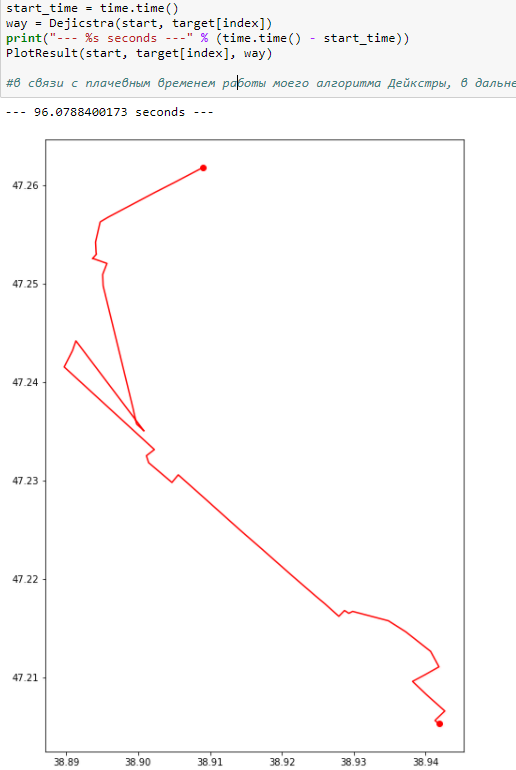 start_time = time.time()
way = Dejicstra(start, target[index])
print("--- %s seconds ---" % (time.time() - start_time))
PlotResult(start, target[index], way)
#в связи с плачевным временем работы моего алгоритма Дейкстры, в дальне
--- 96.0788400173 seconds ---
47.26
47.25
47.24
47.23
47.22
47.21
38.89 38.90 38.91 38.92 38.93 38.94